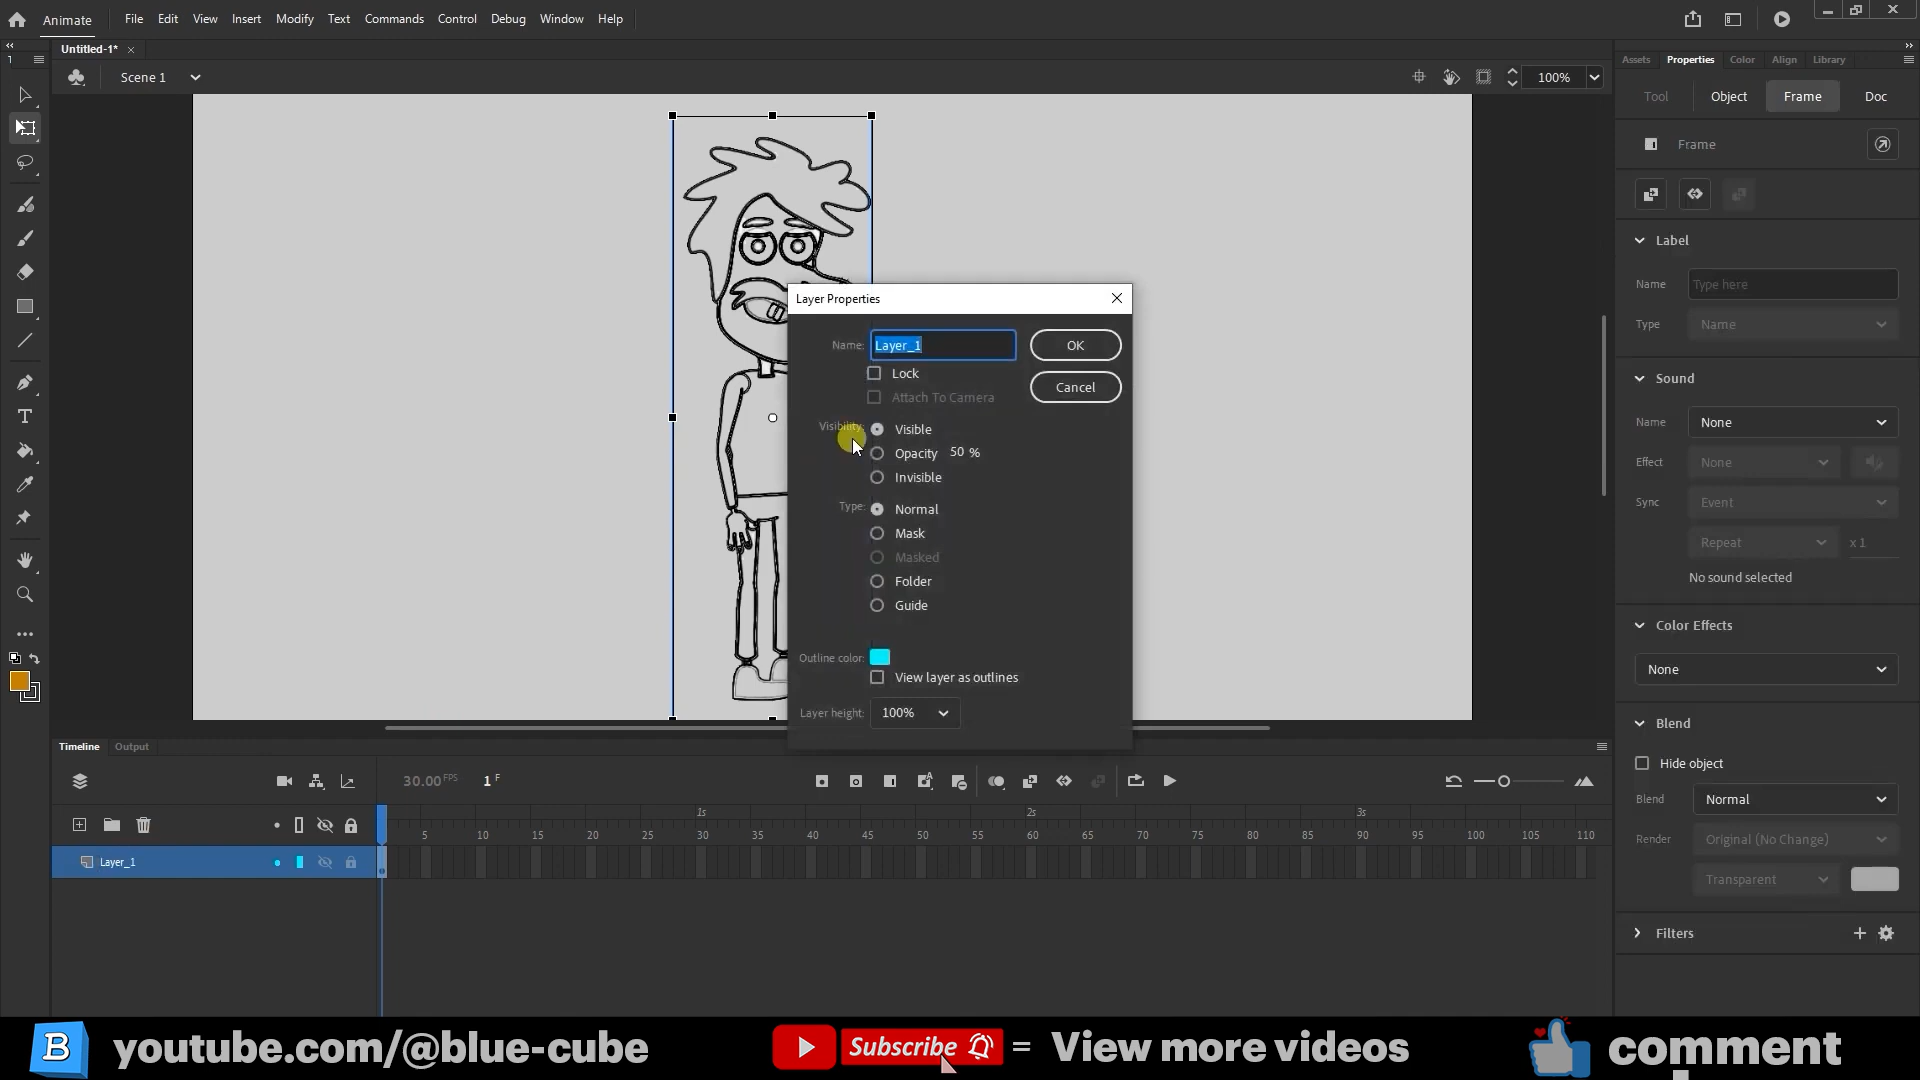 Animate File Edit View Insert Modify Text Commands Control Debug Window Help
Untitled-1*
1
Scene 1
100%
Assets Properties Color Align Library
Tool Object Frame Doc
Frame
Label
Name Type here
Type Name
Sound
Name None
Effect None
Sync Event
Repeat x 1
No sound selected
Color Effects
None
Blend
Hide object
Blend Normal
Render Original (No Change)
Transparent
Filters
Layer Properties
Name: Layer_1 OK
Lock
Cancel
Attach To Camera
Visibility: Visible
Opacity 50 %
Invisible
Type: Normal
Mask
Masked
Folder
Guide
Outline color:
View layer as outlines
Layer height: 100%
Timeline Output
30.00 FPS 1 F
1s 2s 3s
5 10 15 20 25 30 35 40 45 50 55 60 65 70 75 80 85 90 95 100 105 110
Layer_1
B youtube.com/@blue-cube Subscribe = View more videos comment